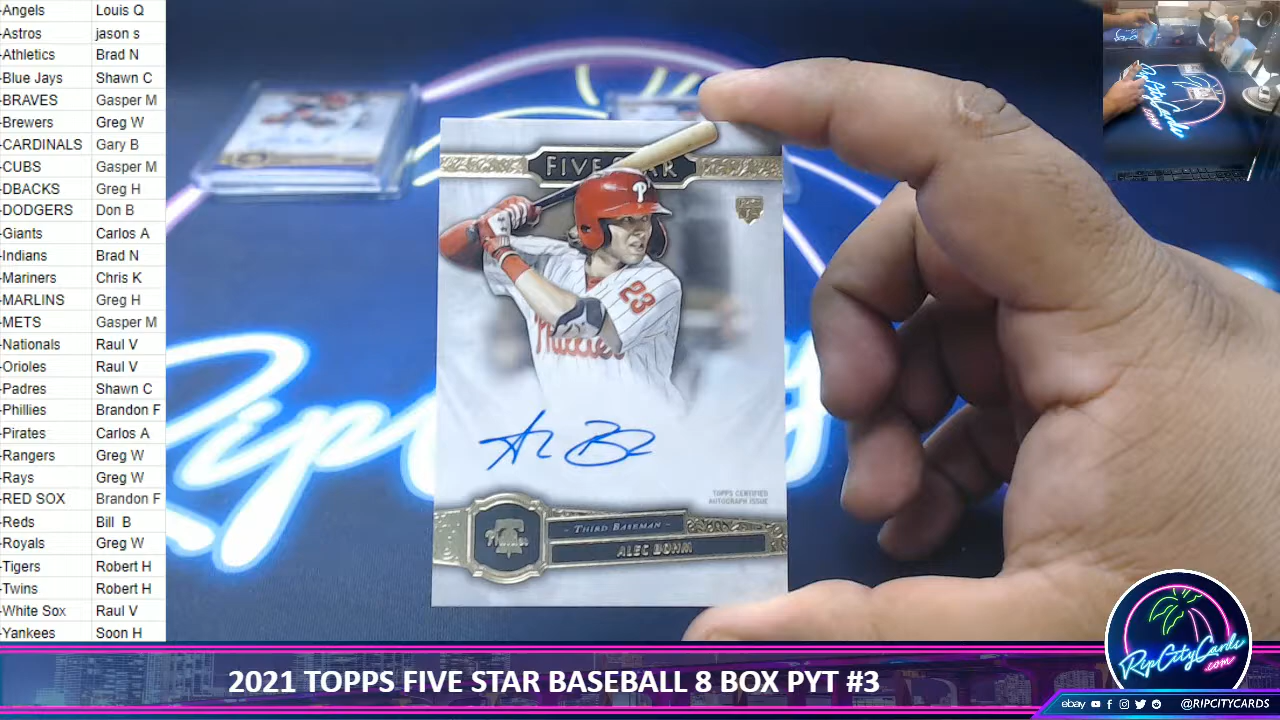 -Angels Louis Q
-Astros jason s
-Athletics Brad N
-Blue Jays Shawn C
-BRAVES Gasper M
-Brewers Greg W
-CARDINALS Gary B
-CUBS Gasper M
-DBACKS Greg H
-DODGERS Don B
-Giants Carlos A
-Indians Brad N
-Mariners Chris K
-MARLINS Greg H
-METS Gasper M
-Nationals Raul V
-Orioles Raul V
-Padres Shawn C
-Phillies Brandon F
-Pirates Carlos A
-Rangers Greg W
-Rays Greg W
-RED SOX Brandon F
-Reds Bill B
-Royals Greg W
-Tigers Robert H
-Twins Robert H
-White Sox Raul V
-Yankees Soon H
FIVE STAR
P
23
Phillies
TOPPS CERTIFIED
AUTOGRAPH ISSUE
Phillies
- THIRD BASEMAN -
ALEC BOHM
RipCityCards
.com
2021 TOPPS FIVE STAR BASEBALL 8 BOX PYT #3
ebay @RIPCITYCARDS